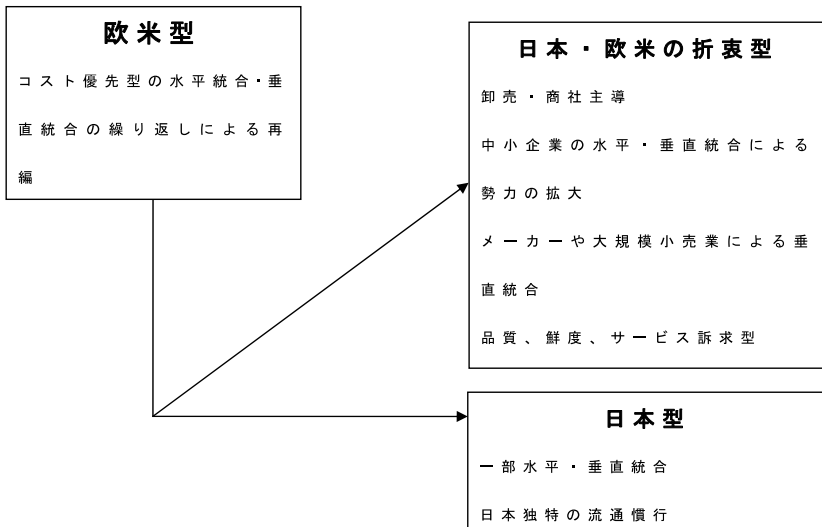 欧米型
コスト優先型の水平統合・垂
直統合の繰り返しによる再
編
日本・欧米の折衷型
卸売・商社主導
中小企業の水平・垂直統合による
勢力の拡大
メーカーや大規模小売業による垂
直統合
品質、鮮度、サービス訴求型
日本型
一部水平・垂直統合
日本独特の流通慣行